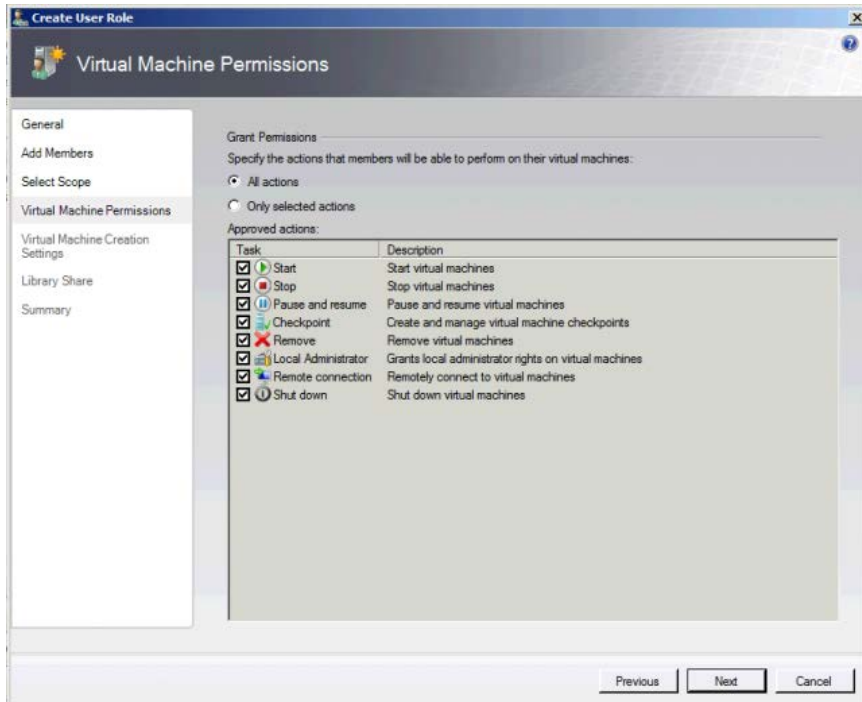 Create User Role
Virtual Machine Permissions
General
Add Members
Select Scope
Virtual Machine Permissions
Virtual Machine Creation
Settings
Library Share
Summary
Grant Permissions
Specify the actions that members will be able to perform on their virtual machines:
All actions
Only selected actions
Approved actions:
Task Description
Start Start virtual machines
Stop Stop virtual machines
Pause and resume Pause and resume virtual machines
Checkpoint Create and manage virtual machine checkpoints
Remove Remove virtual machines
Local Administrator Grants local administrator rights on virtual machines
Remote connection Remotely connect to virtual machines
Shut down Shut down virtual machines
Previous Next Cancel